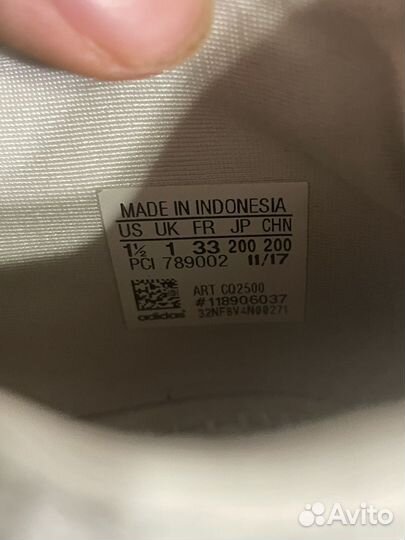 MADE IN INDONESIA
US UK FR JP CHN
1½ 1 33 200 200
PCI 789002 11/17
ART CQ2500
#118906037
adidas 32NF8V4N00271
Avito